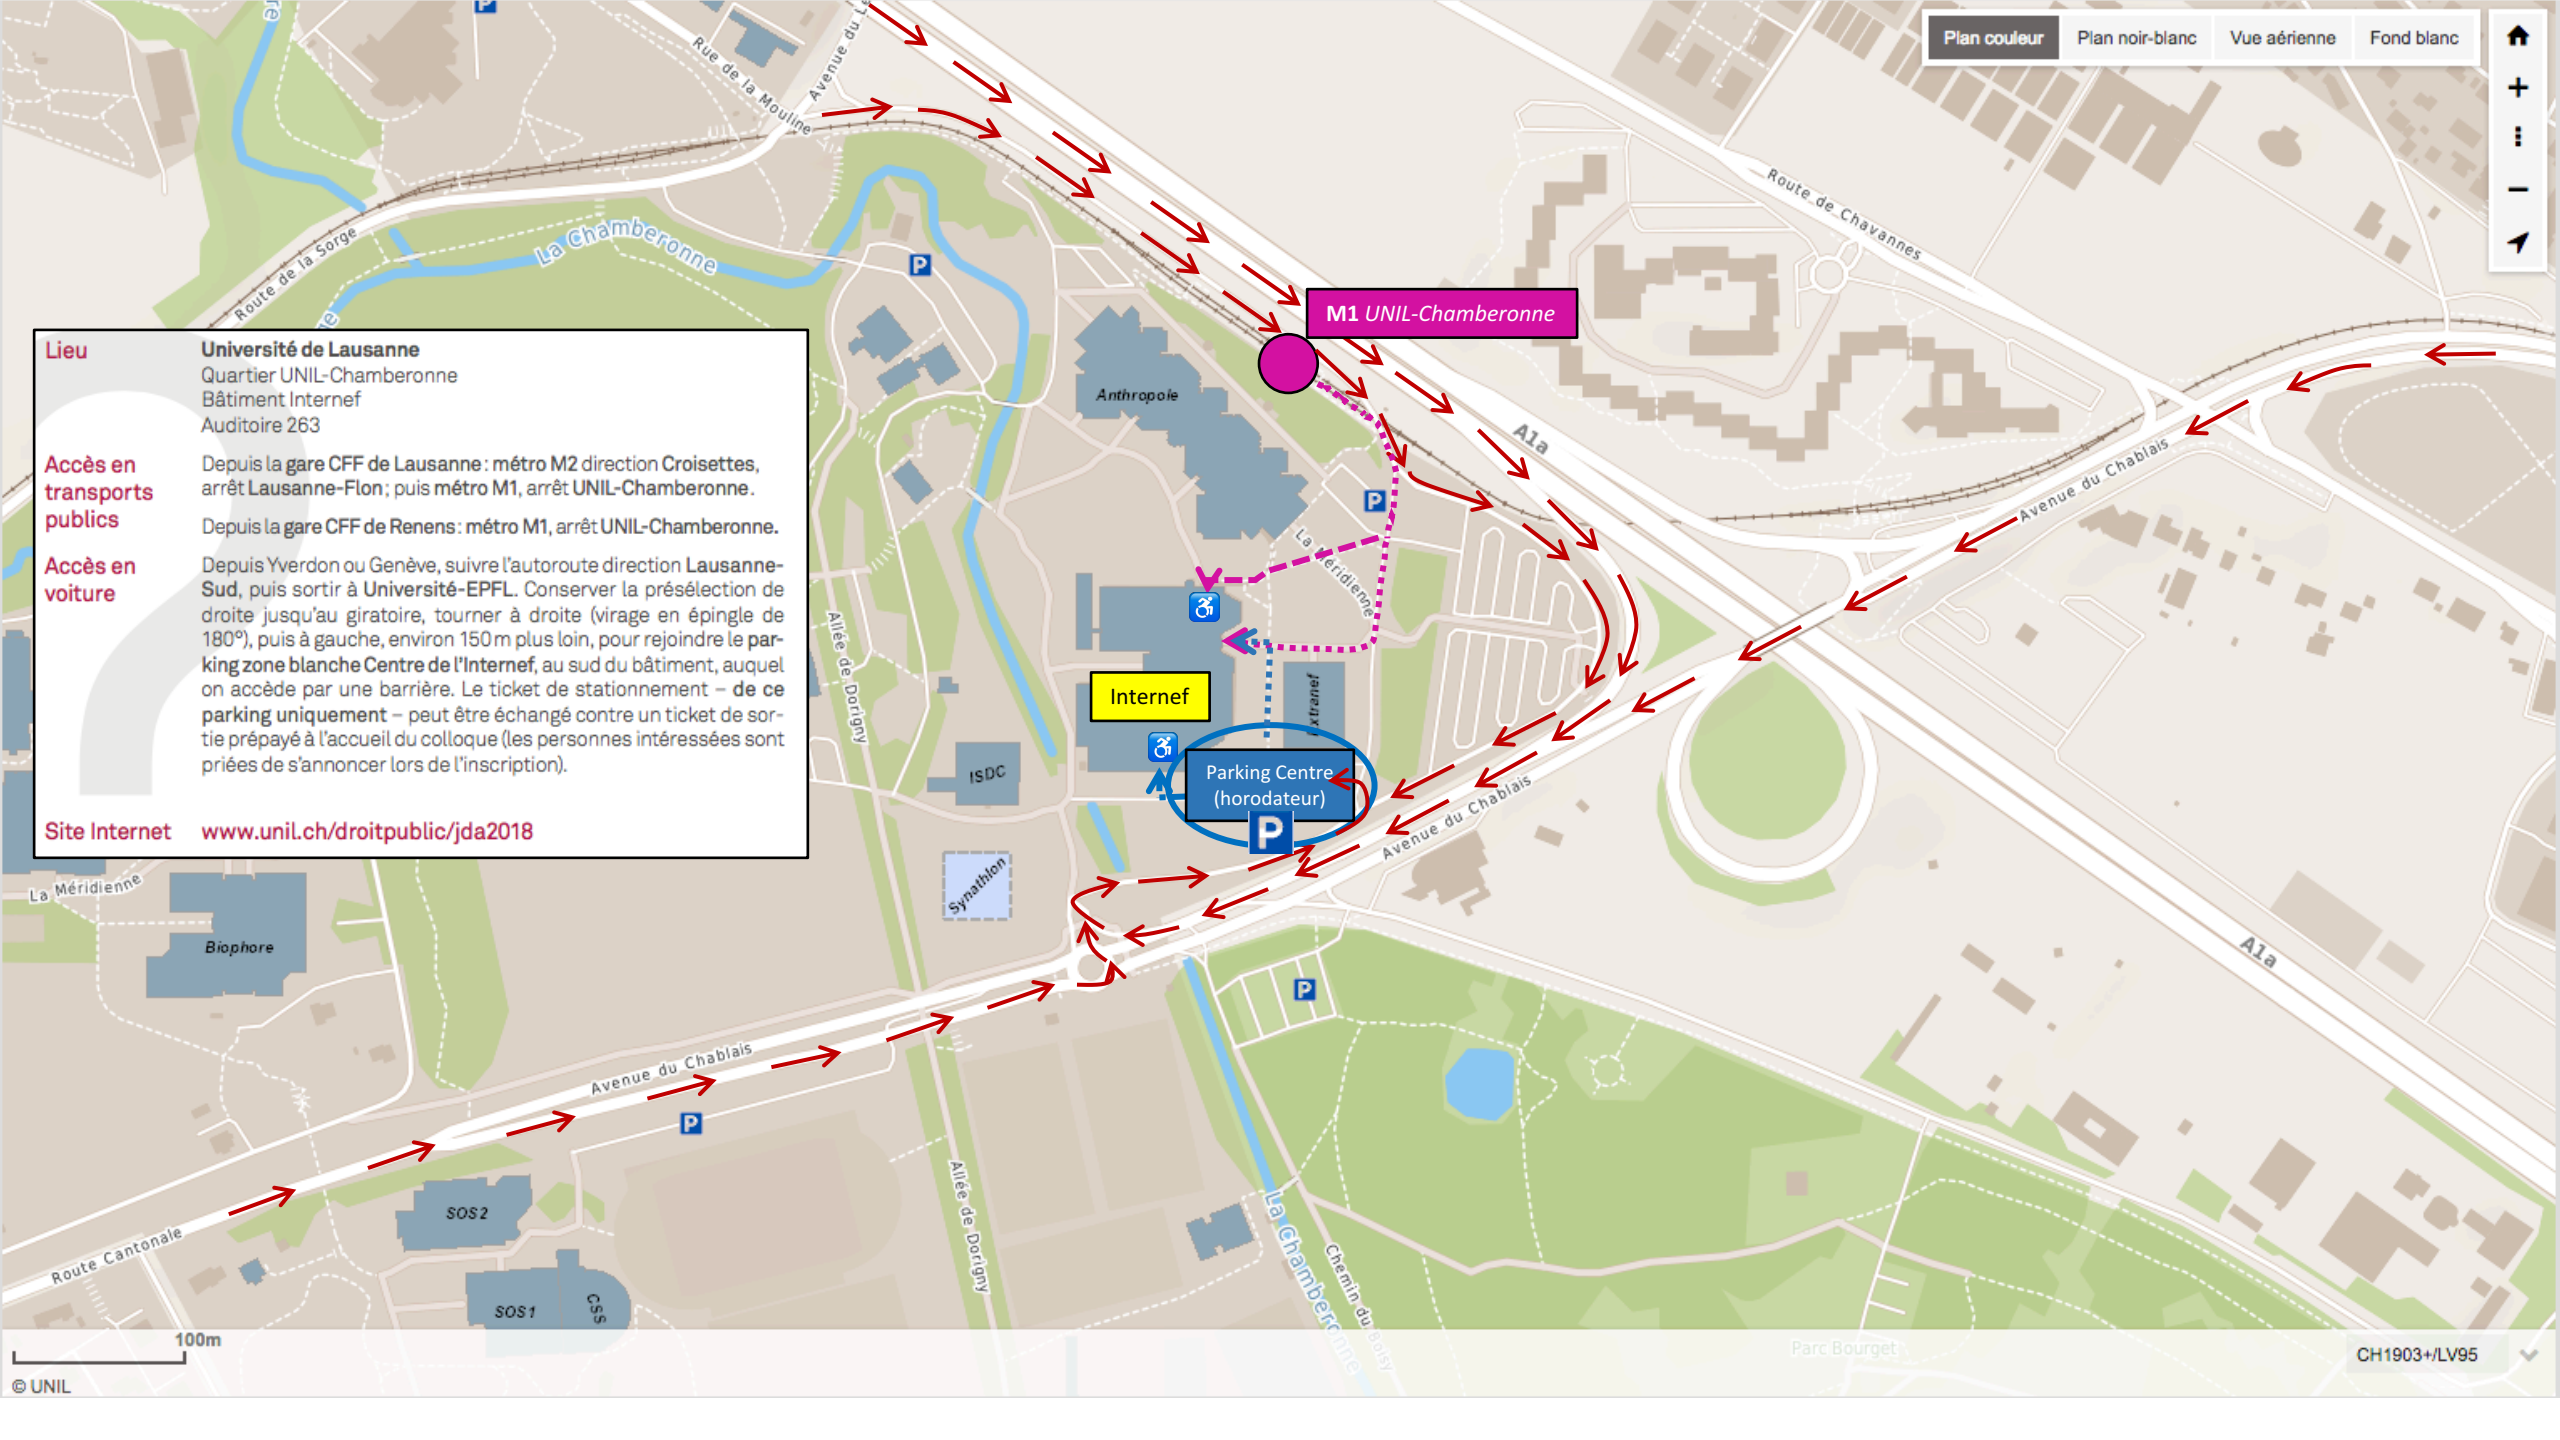 P
Rue de la Mouline
Plan couleur
Plan noir-blanc
Vue aérienne
Fond blanc
+
−
Route de Chavannes
Route de la Sorge
La Chamberonne
P
M1 UNIL-Chamberonne
Lieu
Université de Lausanne
Quartier UNIL-Chamberonne
Bâtiment Internef
Auditoire 263
Accès en
transports
publics
Depuis la gare CFF de Lausanne : métro M2 direction Croisettes,
arrêt Lausanne-Flon ; puis métro M1, arrêt UNIL-Chamberonne.
Depuis la gare CFF de Renens : métro M1, arrêt UNIL-Chamberonne.
Accès en
voiture
Depuis Yverdon ou Genève, suivre l'autoroute direction Lausanne-
Sud, puis sortir à Université-EPFL. Conserver la présélection de
droite jusqu'au giratoire, tourner à droite (virage en épingle de
180°), puis à gauche, environ 150 m plus loin, pour rejoindre le par-
king zone blanche Centre de l'Internef, au sud du bâtiment, auquel
on accède par une barrière. Le ticket de stationnement – de ce
parking uniquement – peut être échangé contre un ticket de sor-
tie prépayé à l'accueil du colloque (les personnes intéressées sont
priées de s'annoncer lors de l'inscription).
Site Internet
www.unil.ch/droitpublic/jda2018
Anthropole
A1a
Avenue du Chablais
P
La Méridienne
Allée de Dorigny
Internef
ISDC
Parking Centre
(horodateur)
P
Avenue du Chablais
Synathlon
La Méridienne
Biophore
A1a
P
Avenue du Chablais
P
Allée de Dorigny
SOS2
La Chamberonne
Chemin du Boisy
Route Cantonale
SOS1
CSS
Parc Bourget
100m
CH1903+/LV95
© UNIL